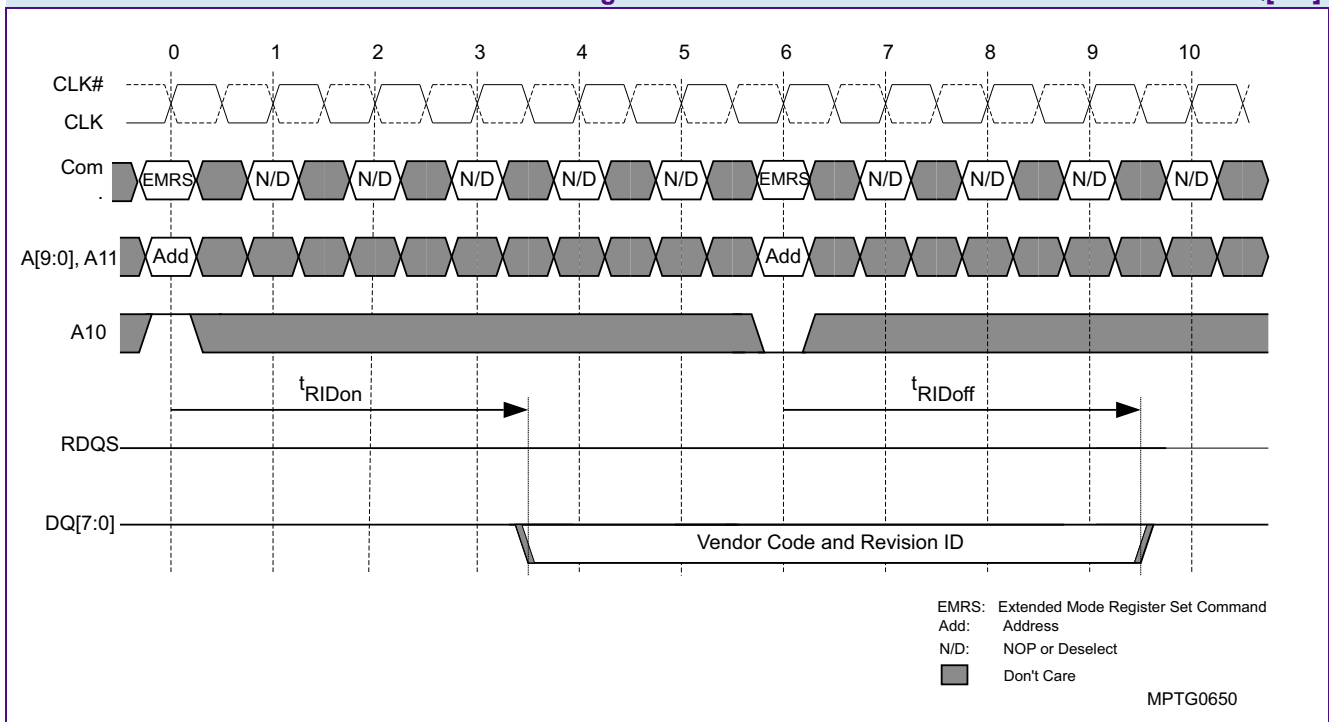 0 1 2 3 4 5 6 7 8 9 10
CLK#
CLK
Com
.
EMRS N/D N/D N/D N/D N/D EMRS N/D N/D N/D N/D
A[9:0], A11 Add Add
A10
tRIDon tRIDoff
RDQS
DQ[7:0]
Vendor Code and Revision ID
EMRS: Extended Mode Register Set Command
Add: Address
N/D: NOP or Deselect
Don't Care
MPTG0650